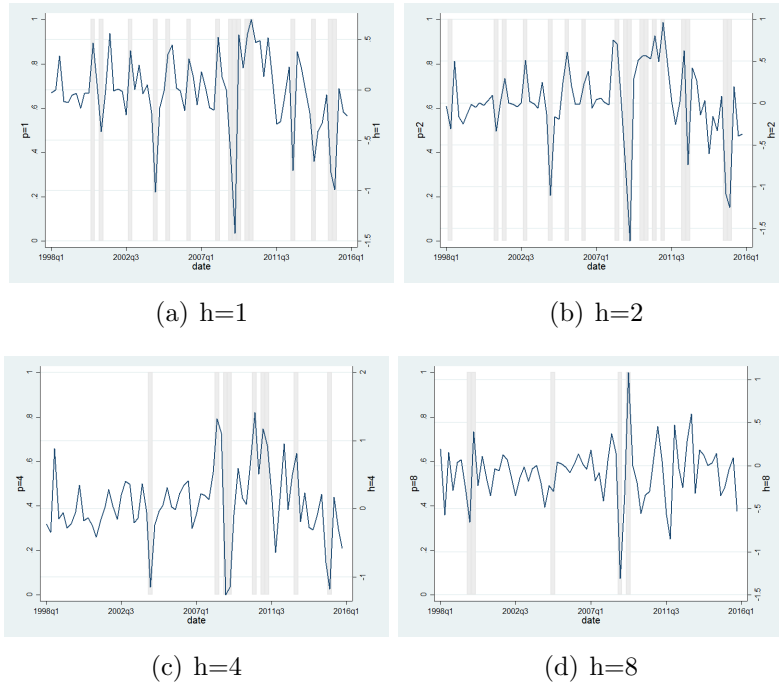 1
.8
.6
.4
.2
0
p=1
.5
0
-.5
-1
-1.5
h=1
1998q1
2002q3
2007q1
2011q3
2016q1
date
(a) h=1
1
.8
.6
.4
.2
0
p=2
1
.5
0
-.5
-1
-1.5
h=2
1998q1
2002q3
2007q1
2011q3
2016q1
date
(b) h=2
1
.8
.6
.4
.2
0
p=4
2
1
0
-1
h=4
1998q1
2002q3
2007q1
2011q3
2016q1
date
(c) h=4
1
.8
.6
.4
.2
0
p=8
1
.5
0
-.5
-1
-1.5
h=8
1998q1
2002q3
2007q1
2011q3
2016q1
date
(d) h=8